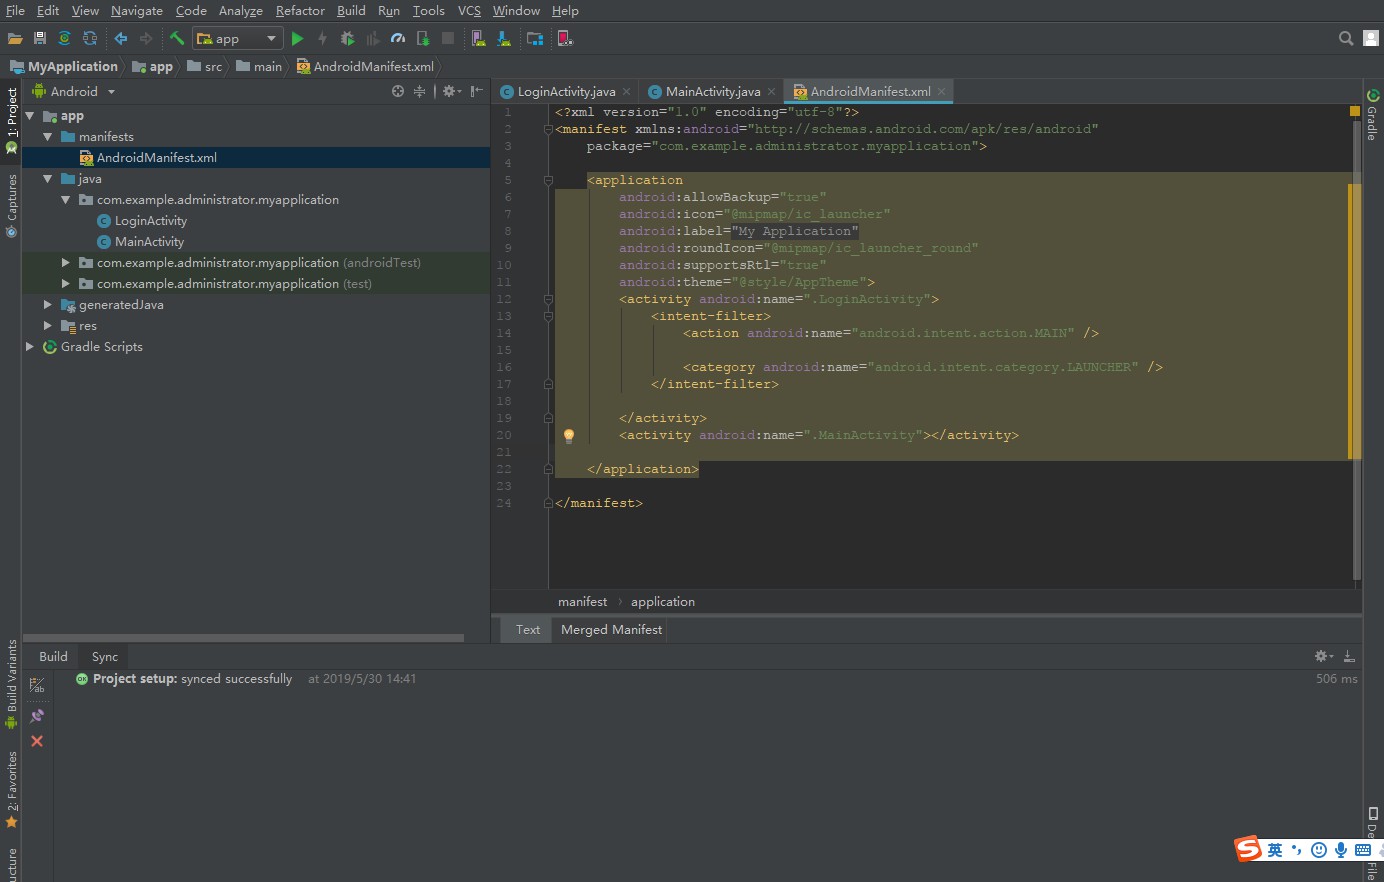 File Edit View Navigate Code Analyze Refactor Build Run Tools VCS Window Help
app
MyApplication app src main AndroidManifest.xml
1: Project
Captures
Build Variants
2: Favorites
Android
app
manifests
AndroidManifest.xml
java
com.example.administrator.myapplication
LoginActivity
MainActivity
com.example.administrator.myapplication (androidTest)
com.example.administrator.myapplication (test)
generatedJava
res
Gradle Scripts
LoginActivity.java MainActivity.java AndroidManifest.xml
1 <?xml version="1.0" encoding="utf-8"?>
2 <manifest xmlns:android="http://schemas.android.com/apk/res/android"
3 package="com.example.administrator.myapplication">
4
5 <application
6 android:allowBackup="true"
7 android:icon="@mipmap/ic_launcher"
8 android:label="My Application"
9 android:roundIcon="@mipmap/ic_launcher_round"
10 android:supportsRtl="true"
11 android:theme="@style/AppTheme">
12 <activity android:name=".LoginActivity">
13 <intent-filter>
14 <action android:name="android.intent.action.MAIN" />
15
16 <category android:name="android.intent.category.LAUNCHER" />
17 </intent-filter>
18
19 </activity>
20 <activity android:name=".MainActivity"></activity>
21
22 </application>
23
24 </manifest>
manifest › application
Text Merged Manifest
Gradle
Build Sync
OK Project setup: synced successfully at 2019/5/30 14:41 506 ms
S 英